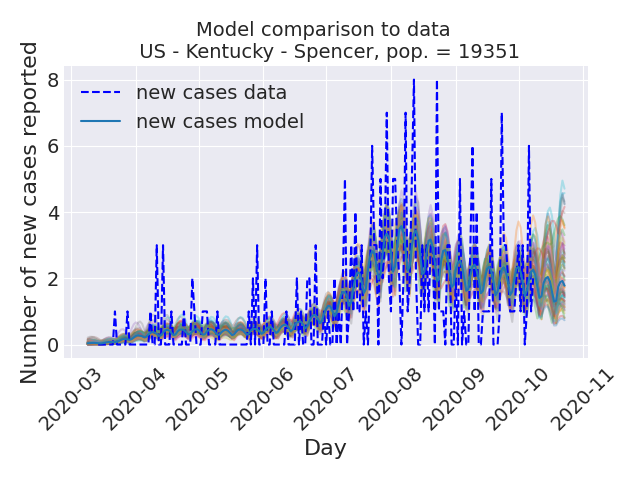 Model comparison to data
US - Kentucky - Spencer, pop. = 19351
Number of new cases reported
8
6
4
2
0
new cases data
new cases model
2020-03
2020-04
2020-05
2020-06
2020-07
2020-08
2020-09
2020-10
2020-11
Day